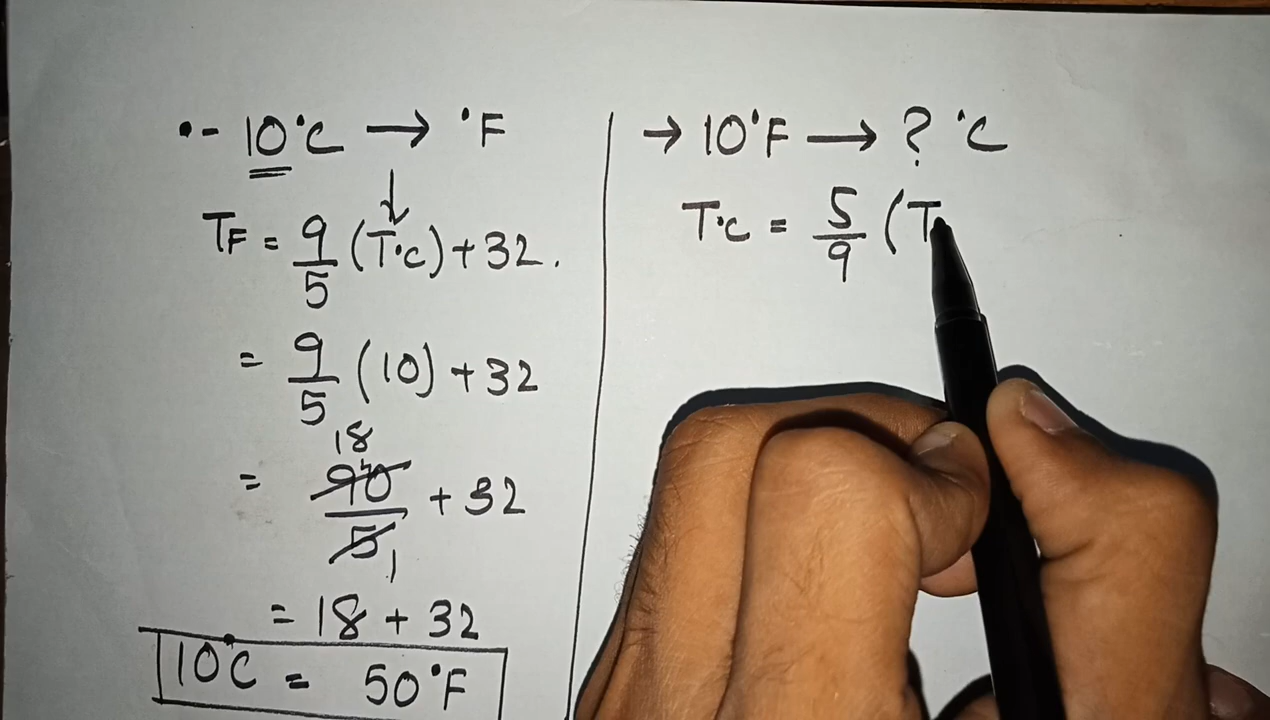 •- 10°C → °F
↓
TF = 9/5 (T°C) + 32.
= 9/5 (10) + 32
18
= 90/5 + 32
1
= 18 + 32
10°C = 50°F
→ 10°F → ? °C
T°C = 5/9 (T